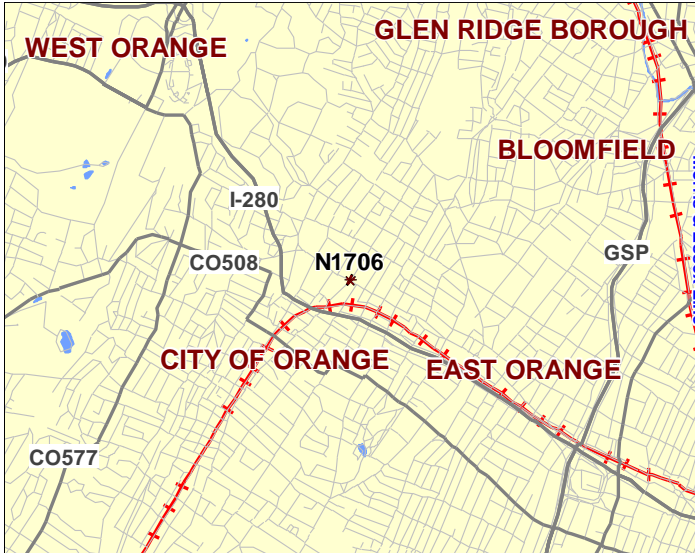 GLEN RIDGE BOROUGH
WEST ORANGE
BLOOMFIELD
I-280
CO508
N1706
GSP
CITY OF ORANGE
EAST ORANGE
CO577